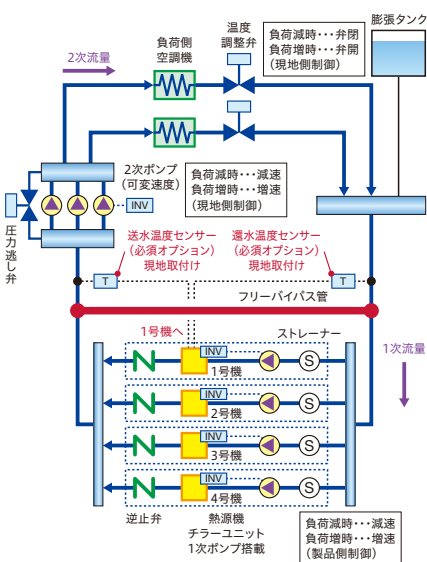 膨張タンク
2次流量
負荷側
空調機
温度
調整弁
負荷減時・・・弁閉
負荷増時・・・弁開
（現地側制御）
2次ポンプ
（可変速度）
INV
負荷減時・・・減速
負荷増時・・・増速
（現地側制御）
圧力逃し弁
送水温度センサー
（必須オプション）
現地取付け
還水温度センサー
（必須オプション）
現地取付け
T
T
フリーバイパス管
1号機へ
ストレーナー
1次流量
INV
S
1号機
INV
S
2号機
INV
S
3号機
INV
S
4号機
逆止弁
熱源機
チラーユニット
1次ポンプ搭載
負荷減時・・・減速
負荷増時・・・増速
（製品側制御）